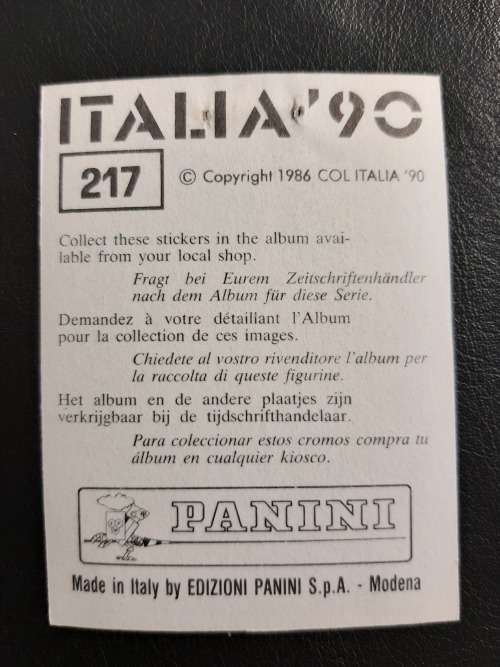 ITALIA '90
217
© Copyright 1986 COL ITALIA '90
Collect these stickers in the album avai-
lable from your local shop.
Fragt bei Eurem Zeitschriftenhändler
nach dem Album für diese Serie.
Demandez à votre détaillant l'Album
pour la collection de ces images.
Chiedete al vostro rivenditore l'album per
la raccolta di queste figurine.
Het album en de andere plaatjes zijn
verkrijgbaar bij de tijdschrifthandelaar.
Para coleccionar estos cromos compra tu
álbum en cualquier kiosco.
PANINI
Made in Italy by EDIZIONI PANINI S.p.A. - Modena